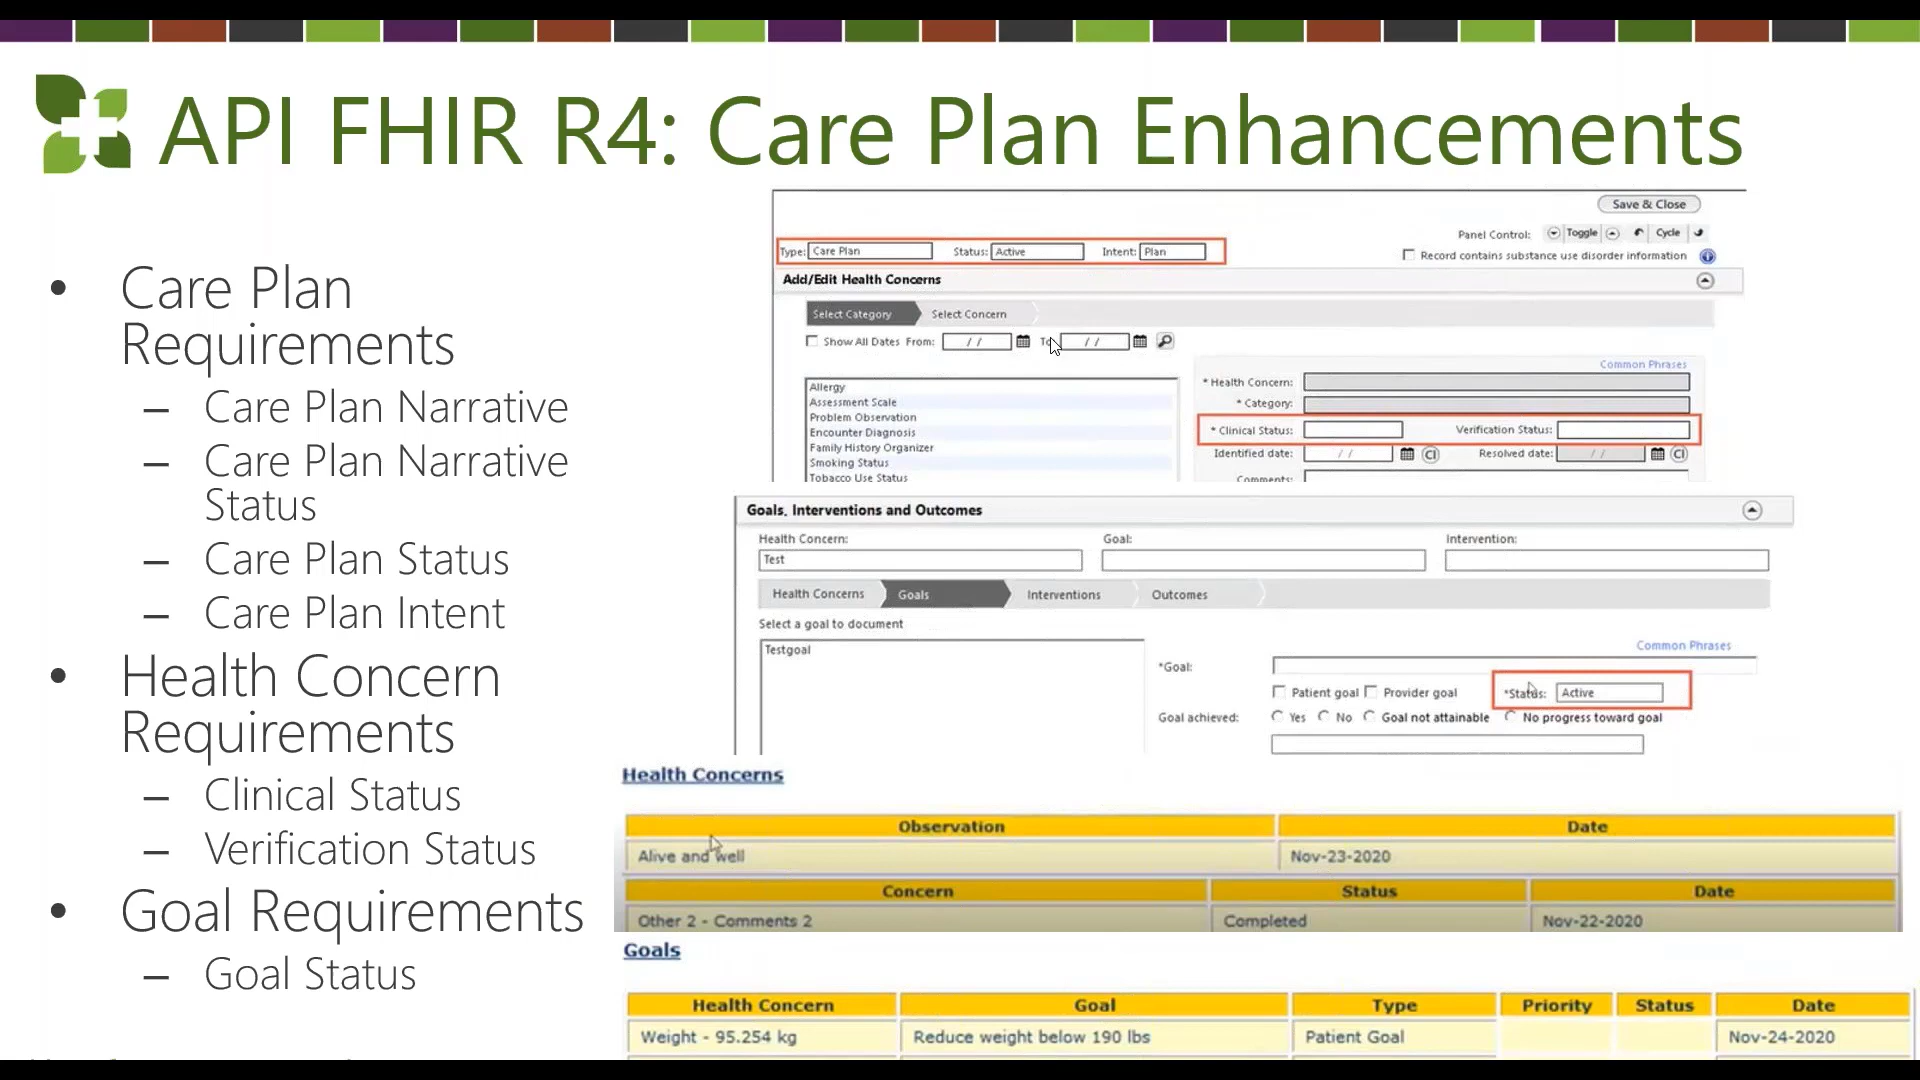 API FHIR R4: Care Plan Enhancements
• Care Plan
Requirements
– Care Plan Narrative
– Care Plan Narrative
Status
– Care Plan Status
– Care Plan Intent
• Health Concern
Requirements
– Clinical Status
– Verification Status
• Goal Requirements
– Goal Status
Save & Close
Panel Control: Toggle Cycle
Type: Care Plan Status: Active Intent: Plan
Record contains substance use disorder information
Add/Edit Health Concerns
Select Category Select Concern
Show All Dates From: / / To / /
Common Phrases
Allergy
Assessment Scale
Problem Observation
Encounter Diagnosis
Family History Organizer
Smoking Status
Tobacco Use Status
* Health Concern:
* Category:
* Clinical Status: Verification Status:
Identified date: / / CI Resolved date: / / CI
Comments:
Goals, Interventions and Outcomes
Health Concern: Goal: Intervention:
Test
Health Concerns Goals Interventions Outcomes
Select a goal to document
Testgoal
Common Phrases
*Goal:
Patient goal Provider goal *Status: Active
Goal achieved: Yes No Goal not attainable No progress toward goal
Health Concerns
Observation Date
Alive and well Nov-23-2020
Concern Status Date
Other 2 - Comments 2 Completed Nov-22-2020
Goals
Health Concern Goal Type Priority Status Date
Weight - 95.254 kg Reduce weight below 190 lbs Patient Goal Nov-24-2020